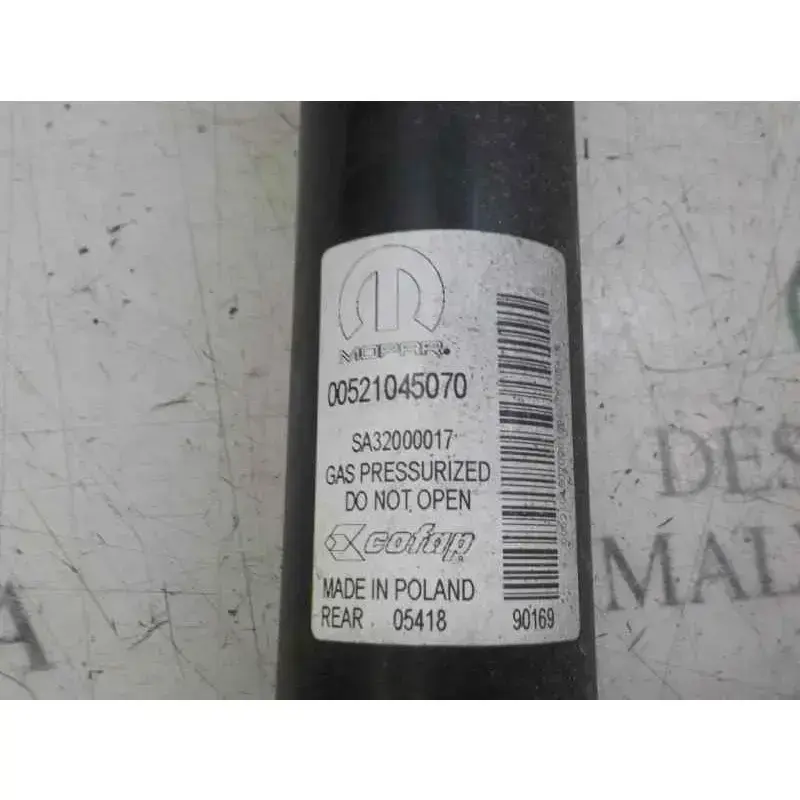 MOPAR®
00521045070
SA32000017
GAS PRESSURIZED
DO NOT OPEN
cofap®
MADE IN POLAND
REAR 05418 90169
DES
MAL
A